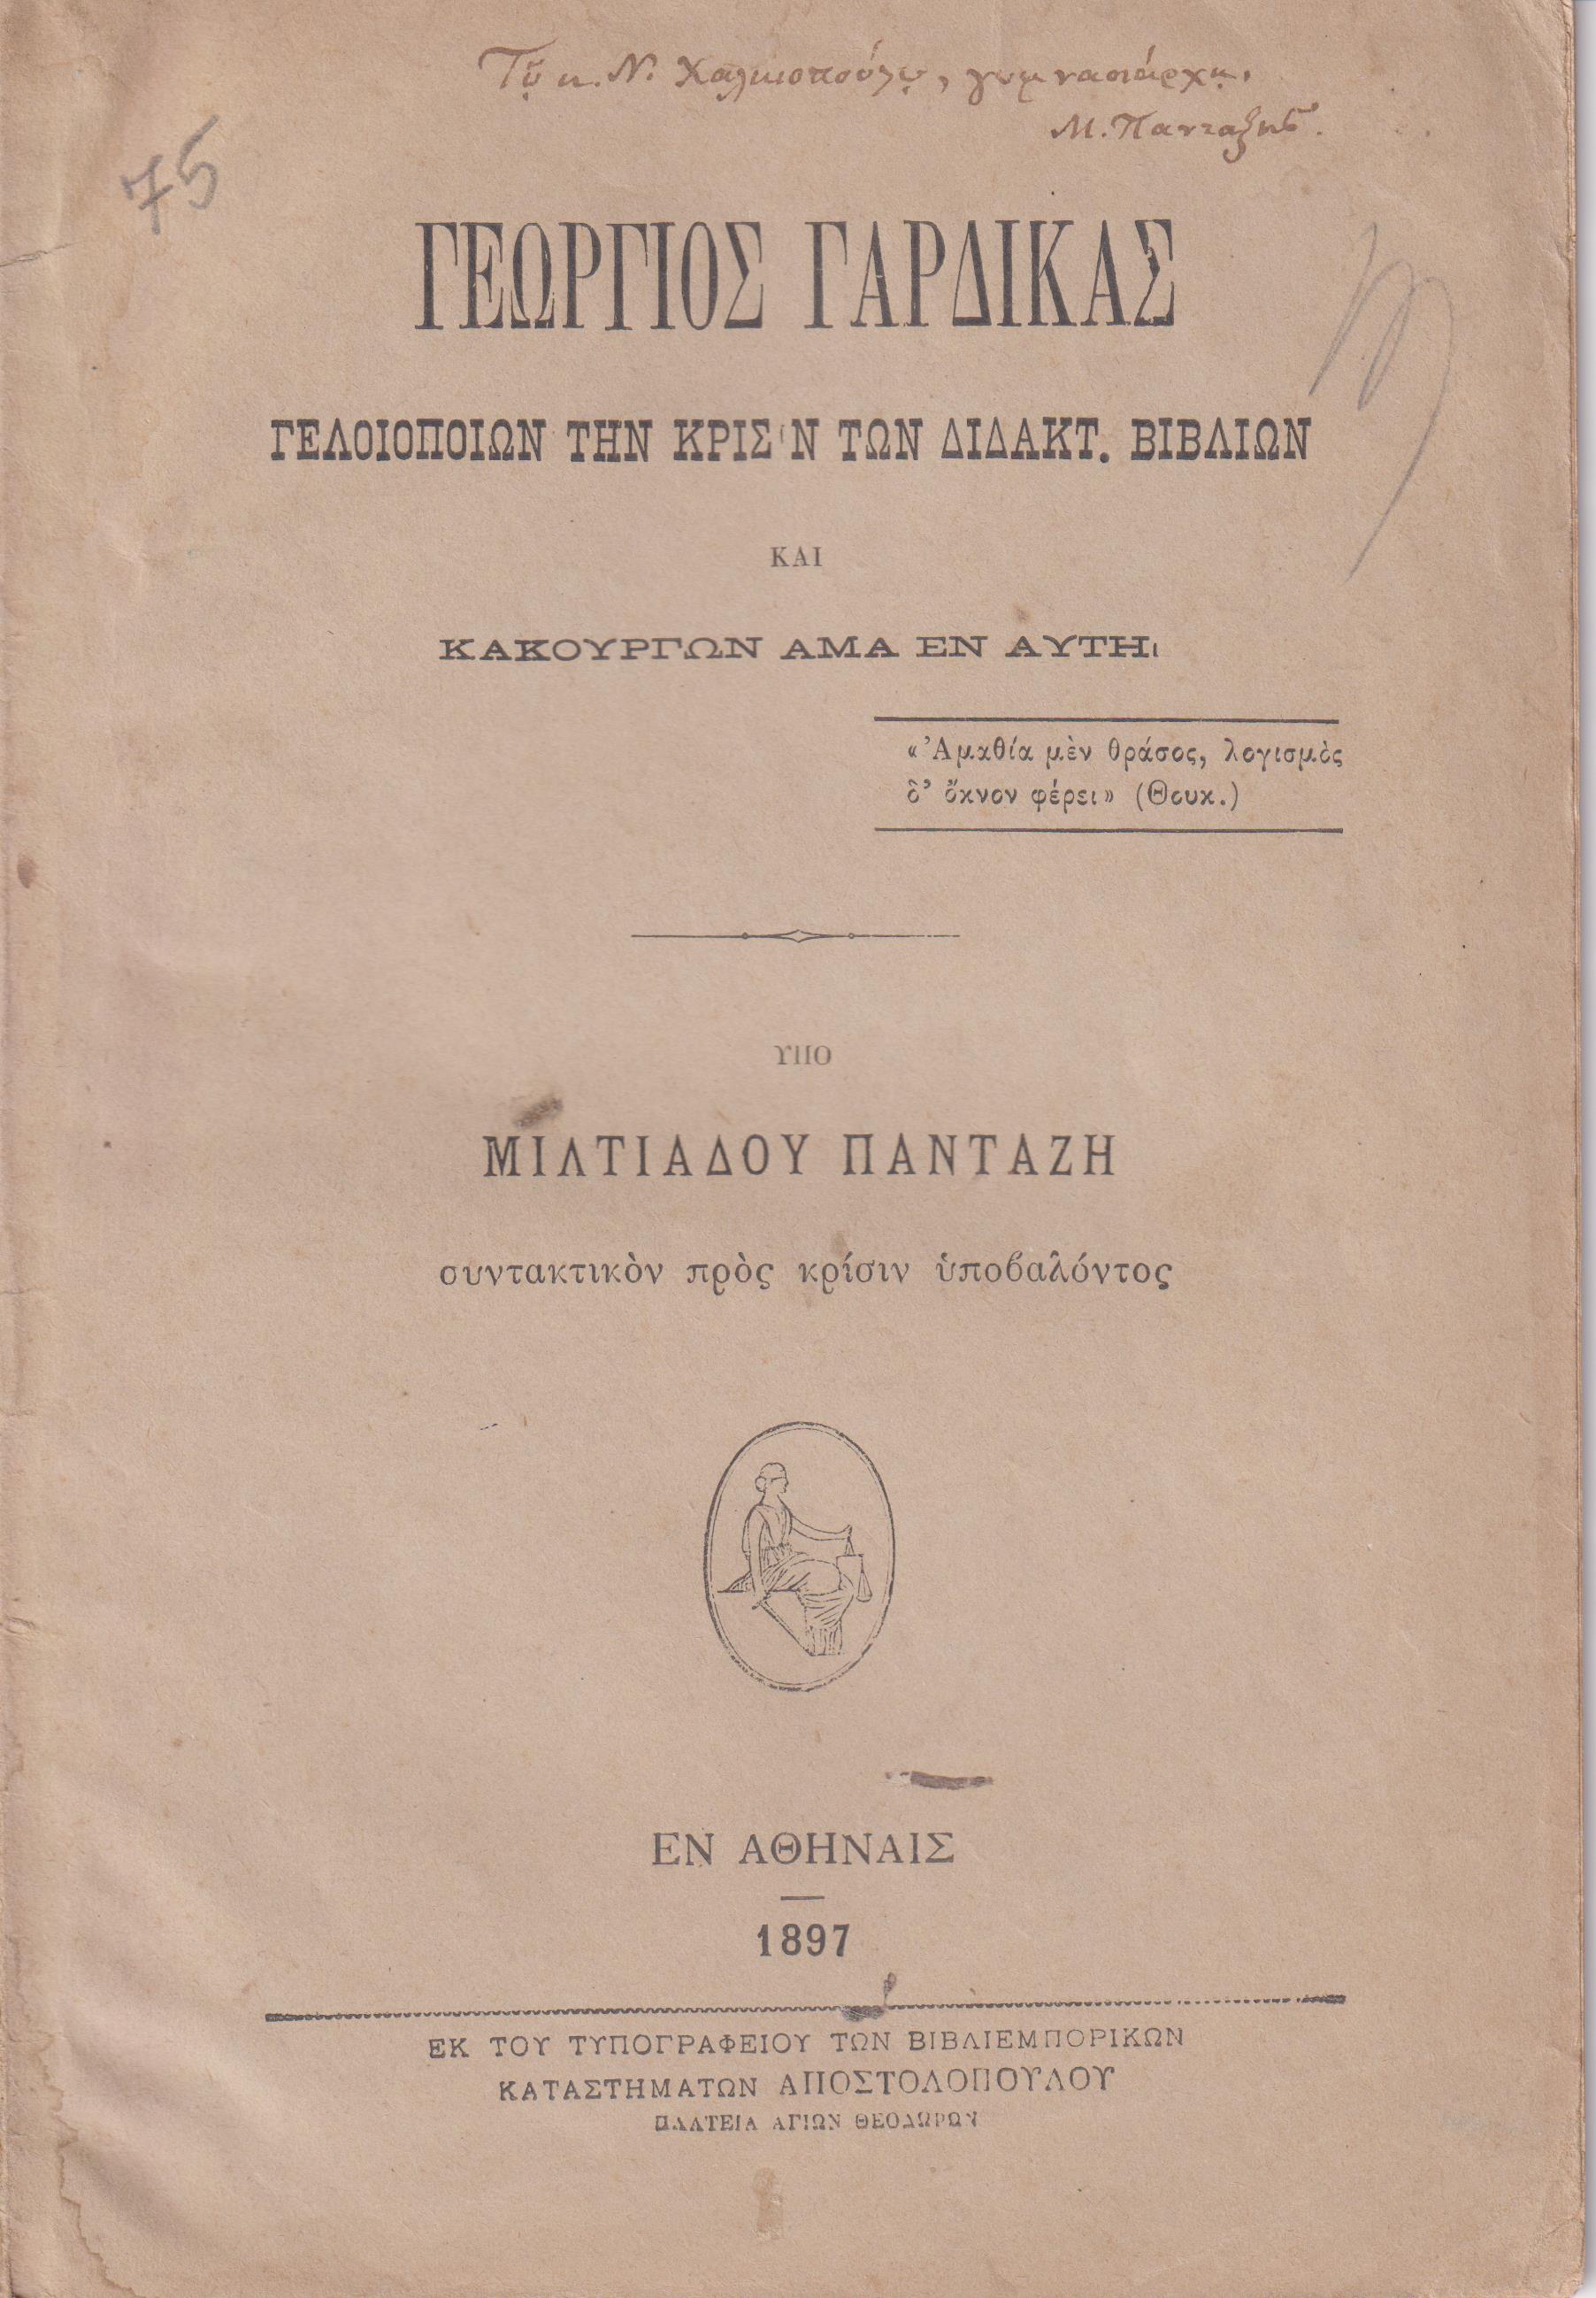 Τῷ κ. Ν. Χαλκιοπούλῳ, γυμνασιάρχῃ.
Μ. Πανταζῆς.
75
ΓΕΩΡΓΙΟΣ ΓΑΡΔΙΚΑΣ
ΓΕΛΟΙΟΠΟΙΩΝ ΤΗΝ ΚΡΙΣΙΝ ΤΩΝ ΔΙΔΑΚΤ. ΒΙΒΛΙΩΝ
ΚΑΙ
ΚΑΚΟΥΡΓΩΝ ΑΜΑ ΕΝ ΑΥΤΗι
«Ἀμαθία μὲν θράσος, λογισμὸς
δ' ὄκνον φέρει» (Θουκ.)
ΥΠΟ
ΜΙΛΤΙΑΔΟΥ ΠΑΝΤΑΖΗ
συντακτικὸν πρὸς κρίσιν ὑποβαλόντος
ΕΝ ΑΘΗΝΑΙΣ
1897
ΕΚ ΤΟΥ ΤΥΠΟΓΡΑΦΕΙΟΥ ΤΩΝ ΒΙΒΛΙΕΜΠΟΡΙΚΩΝ
ΚΑΤΑΣΤΗΜΑΤΩΝ ΑΠΟΣΤΟΛΟΠΟΥΛΟΥ
ΠΛΑΤΕΙΑ ΑΓΙΩΝ ΘΕΟΔΩΡΩΝ